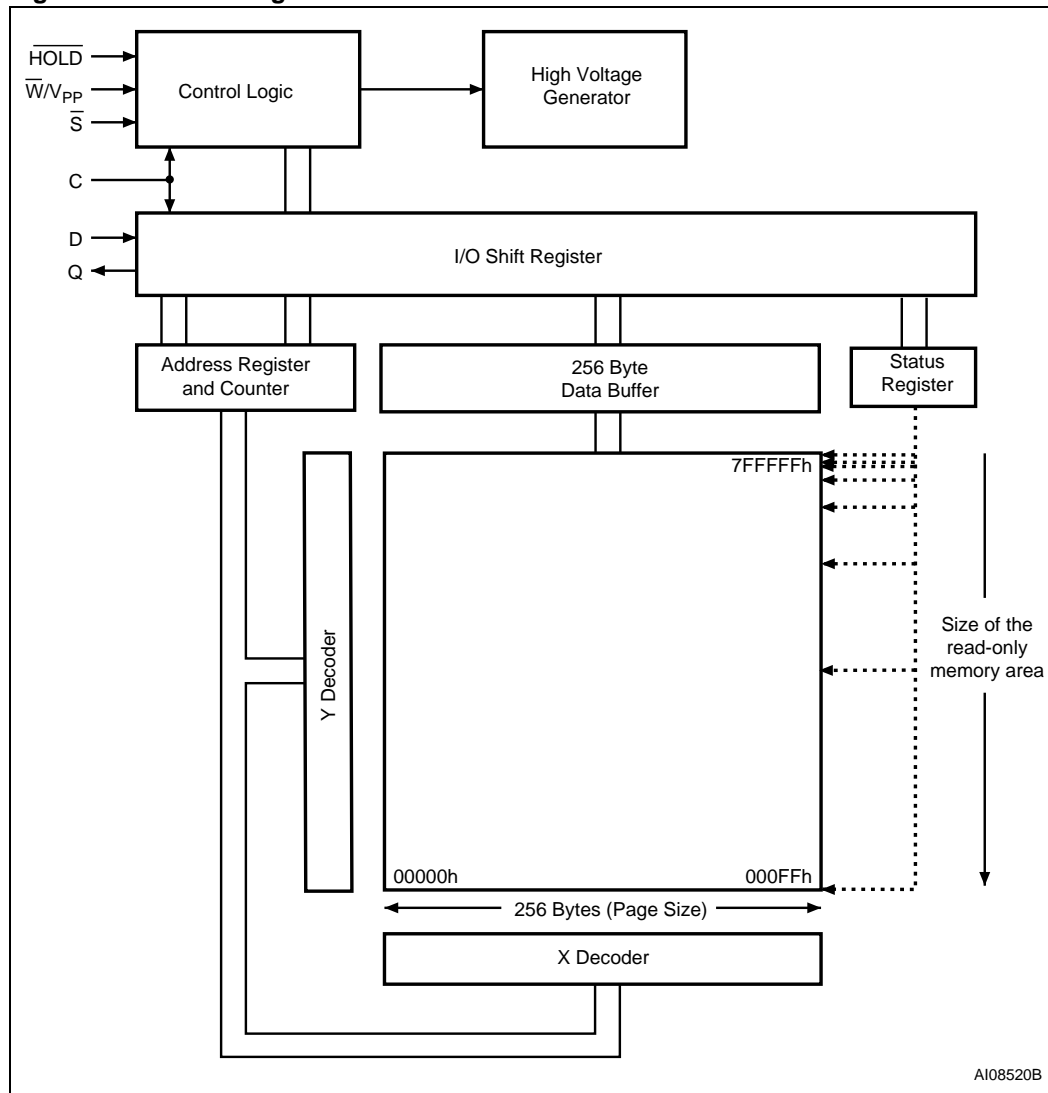 HOLD
W/VPP
S
Control Logic
High Voltage
Generator
C
D
Q
I/O Shift Register
Address Register
and Counter
256 Byte
Data Buffer
Status
Register
7FFFFFh
Y Decoder
Size of the
read-only
memory area
00000h
000FFh
256 Bytes (Page Size)
X Decoder
AI08520B